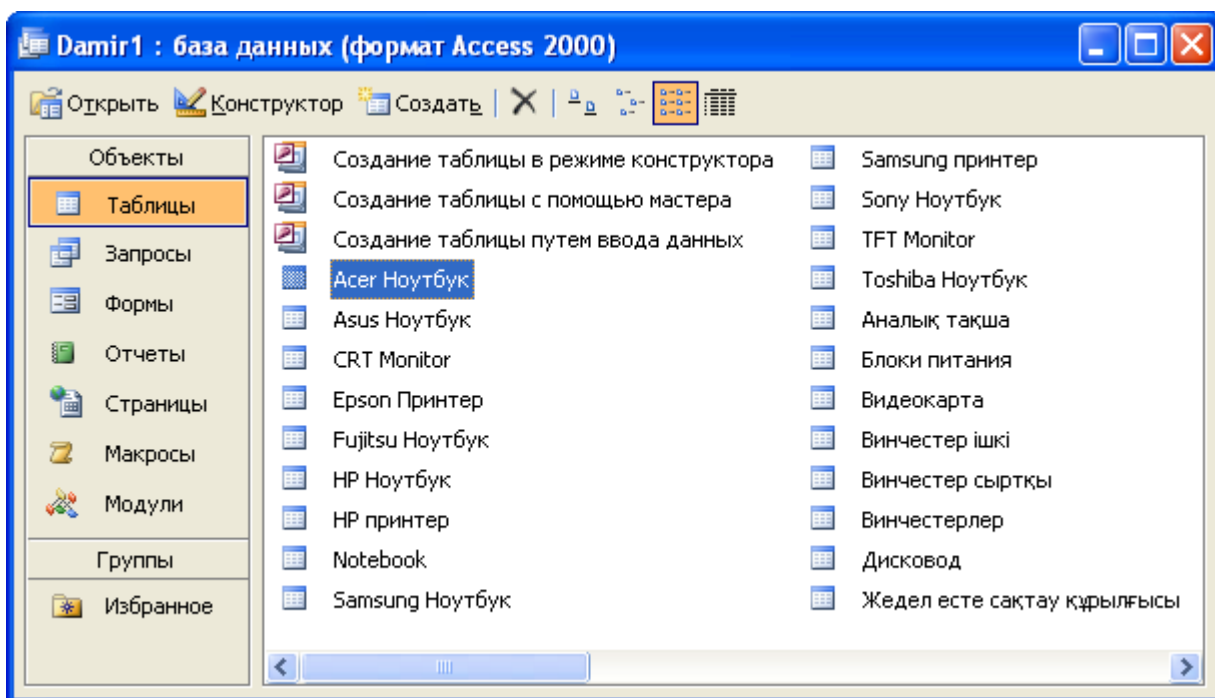 Damir1 : база данных (формат Access 2000)
Открыть Конструктор Создать
Объекты
Таблицы
Запросы
Формы
Отчеты
Страницы
Макросы
Модули
Группы
Избранное
Создание таблицы в режиме конструктора
Создание таблицы с помощью мастера
Создание таблицы путем ввода данных
Acer Ноутбук
Asus Ноутбук
CRT Monitor
Epson Принтер
Fujitsu Ноутбук
HP Ноутбук
HP принтер
Notebook
Samsung Ноутбук
Samsung принтер
Sony Ноутбук
TFT Monitor
Toshiba Ноутбук
Аналық тақша
Блоки питания
Видеокарта
Винчестер ішкі
Винчестер сыртқы
Винчестерлер
Дисковод
Жедел есте сақтау құрылғысы